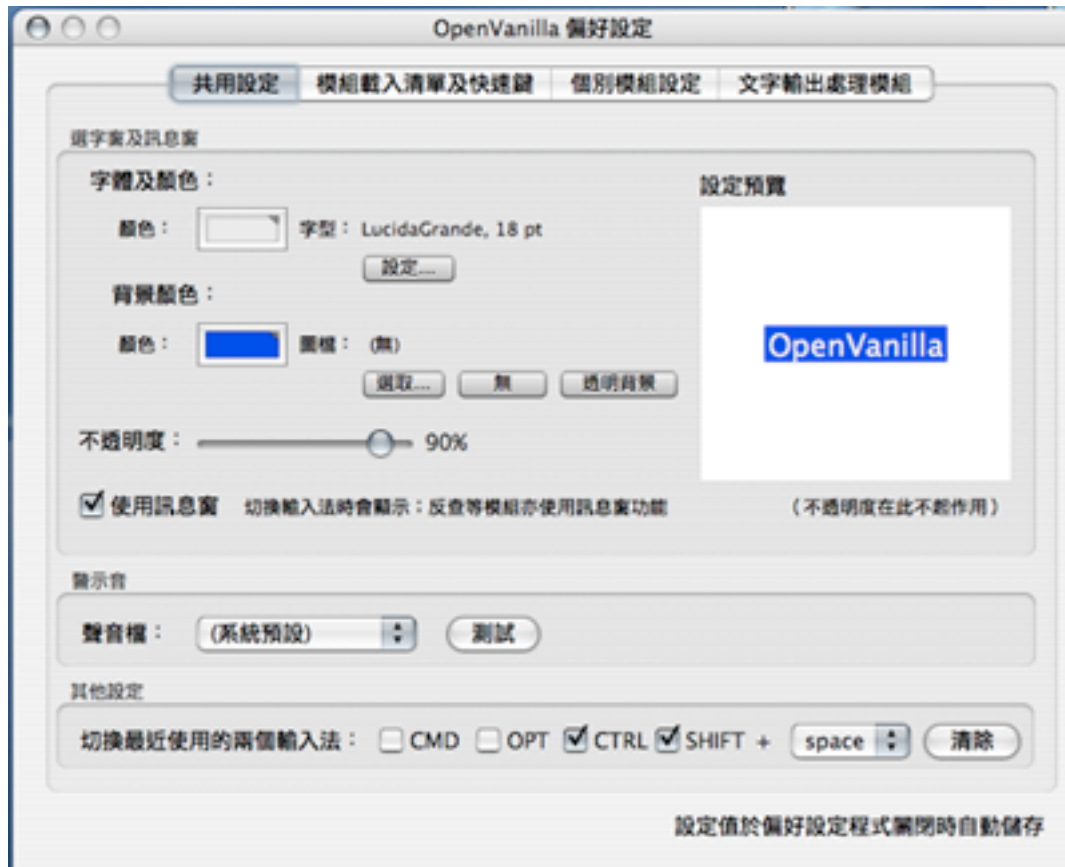 OpenVanilla 偏好設定
共用設定 模組載入清單及快速鍵 個別模組設定 文字輸出處理模組
選字窗及訊息窗
字體及顏色：
設定預覽
顏色： 字型： LucidaGrande, 18 pt
設定...
背景顏色：
顏色： 圖檔： (無)
OpenVanilla
選取... 無 透明背景
不透明度： 90%
使用訊息窗 切換輸入法時會顯示；反查等模組亦使用訊息窗功能
（不透明度在此不起作用）
警示音
聲音檔： (系統預設) 測試
其他設定
切換最近使用的兩個輸入法： CMD OPT CTRL SHIFT + space 清除
設定值於偏好設定程式關閉時自動儲存